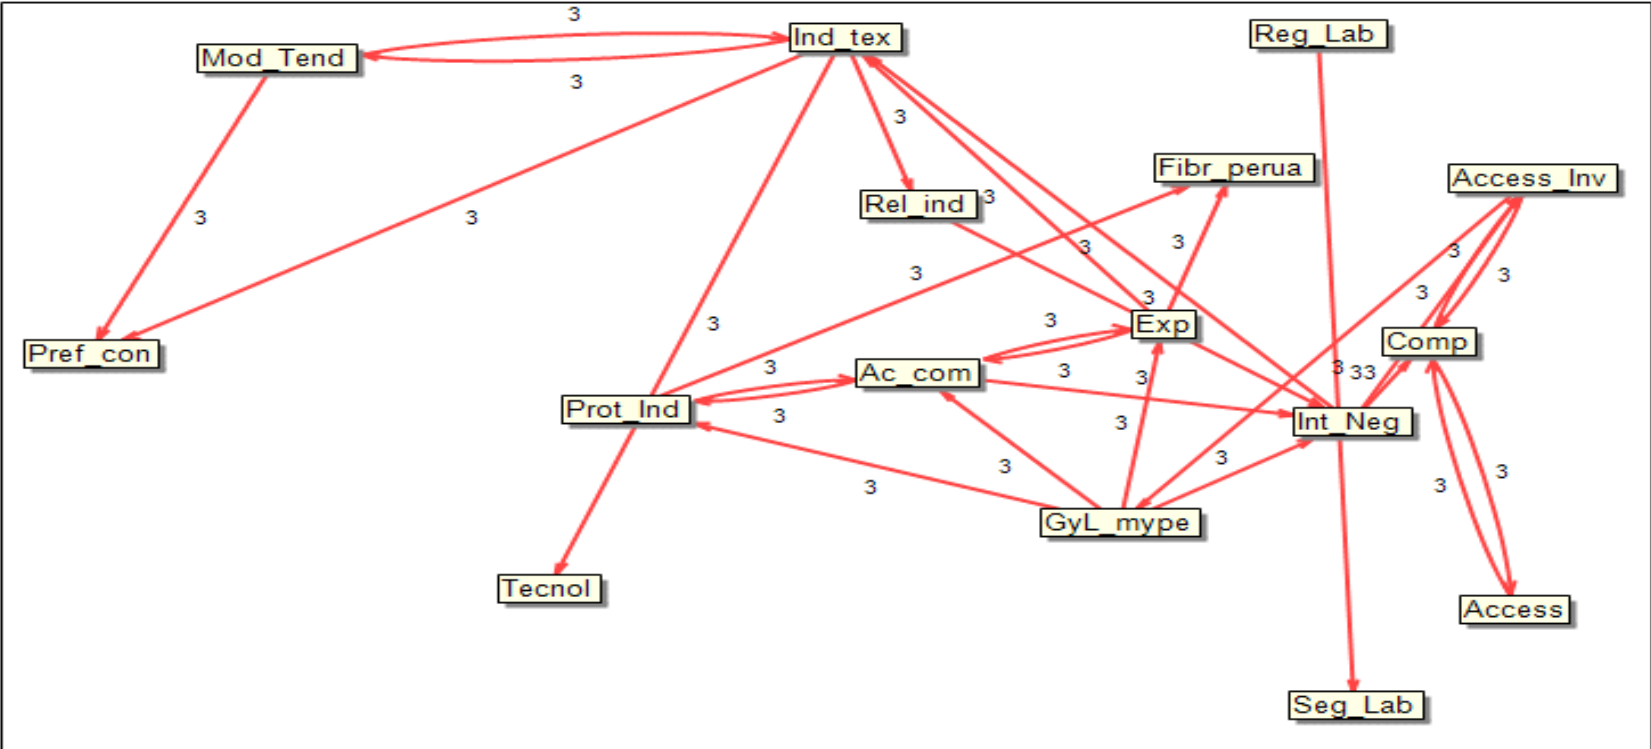 3
Ind_tex
Reg_Lab
Mod_Tend
3
3
Fibr_perua
Access_Inv
Rel_ind
3
3
3
3
3
3
3
3
3
3
3
Exp
3
3
Comp
Pref_con
3
3
3
33
Ac_com
3
Prot_Ind
3
3
Int_Neg
3
3
3
3
3
GyL_mype
Tecnol
Access
Seg_Lab